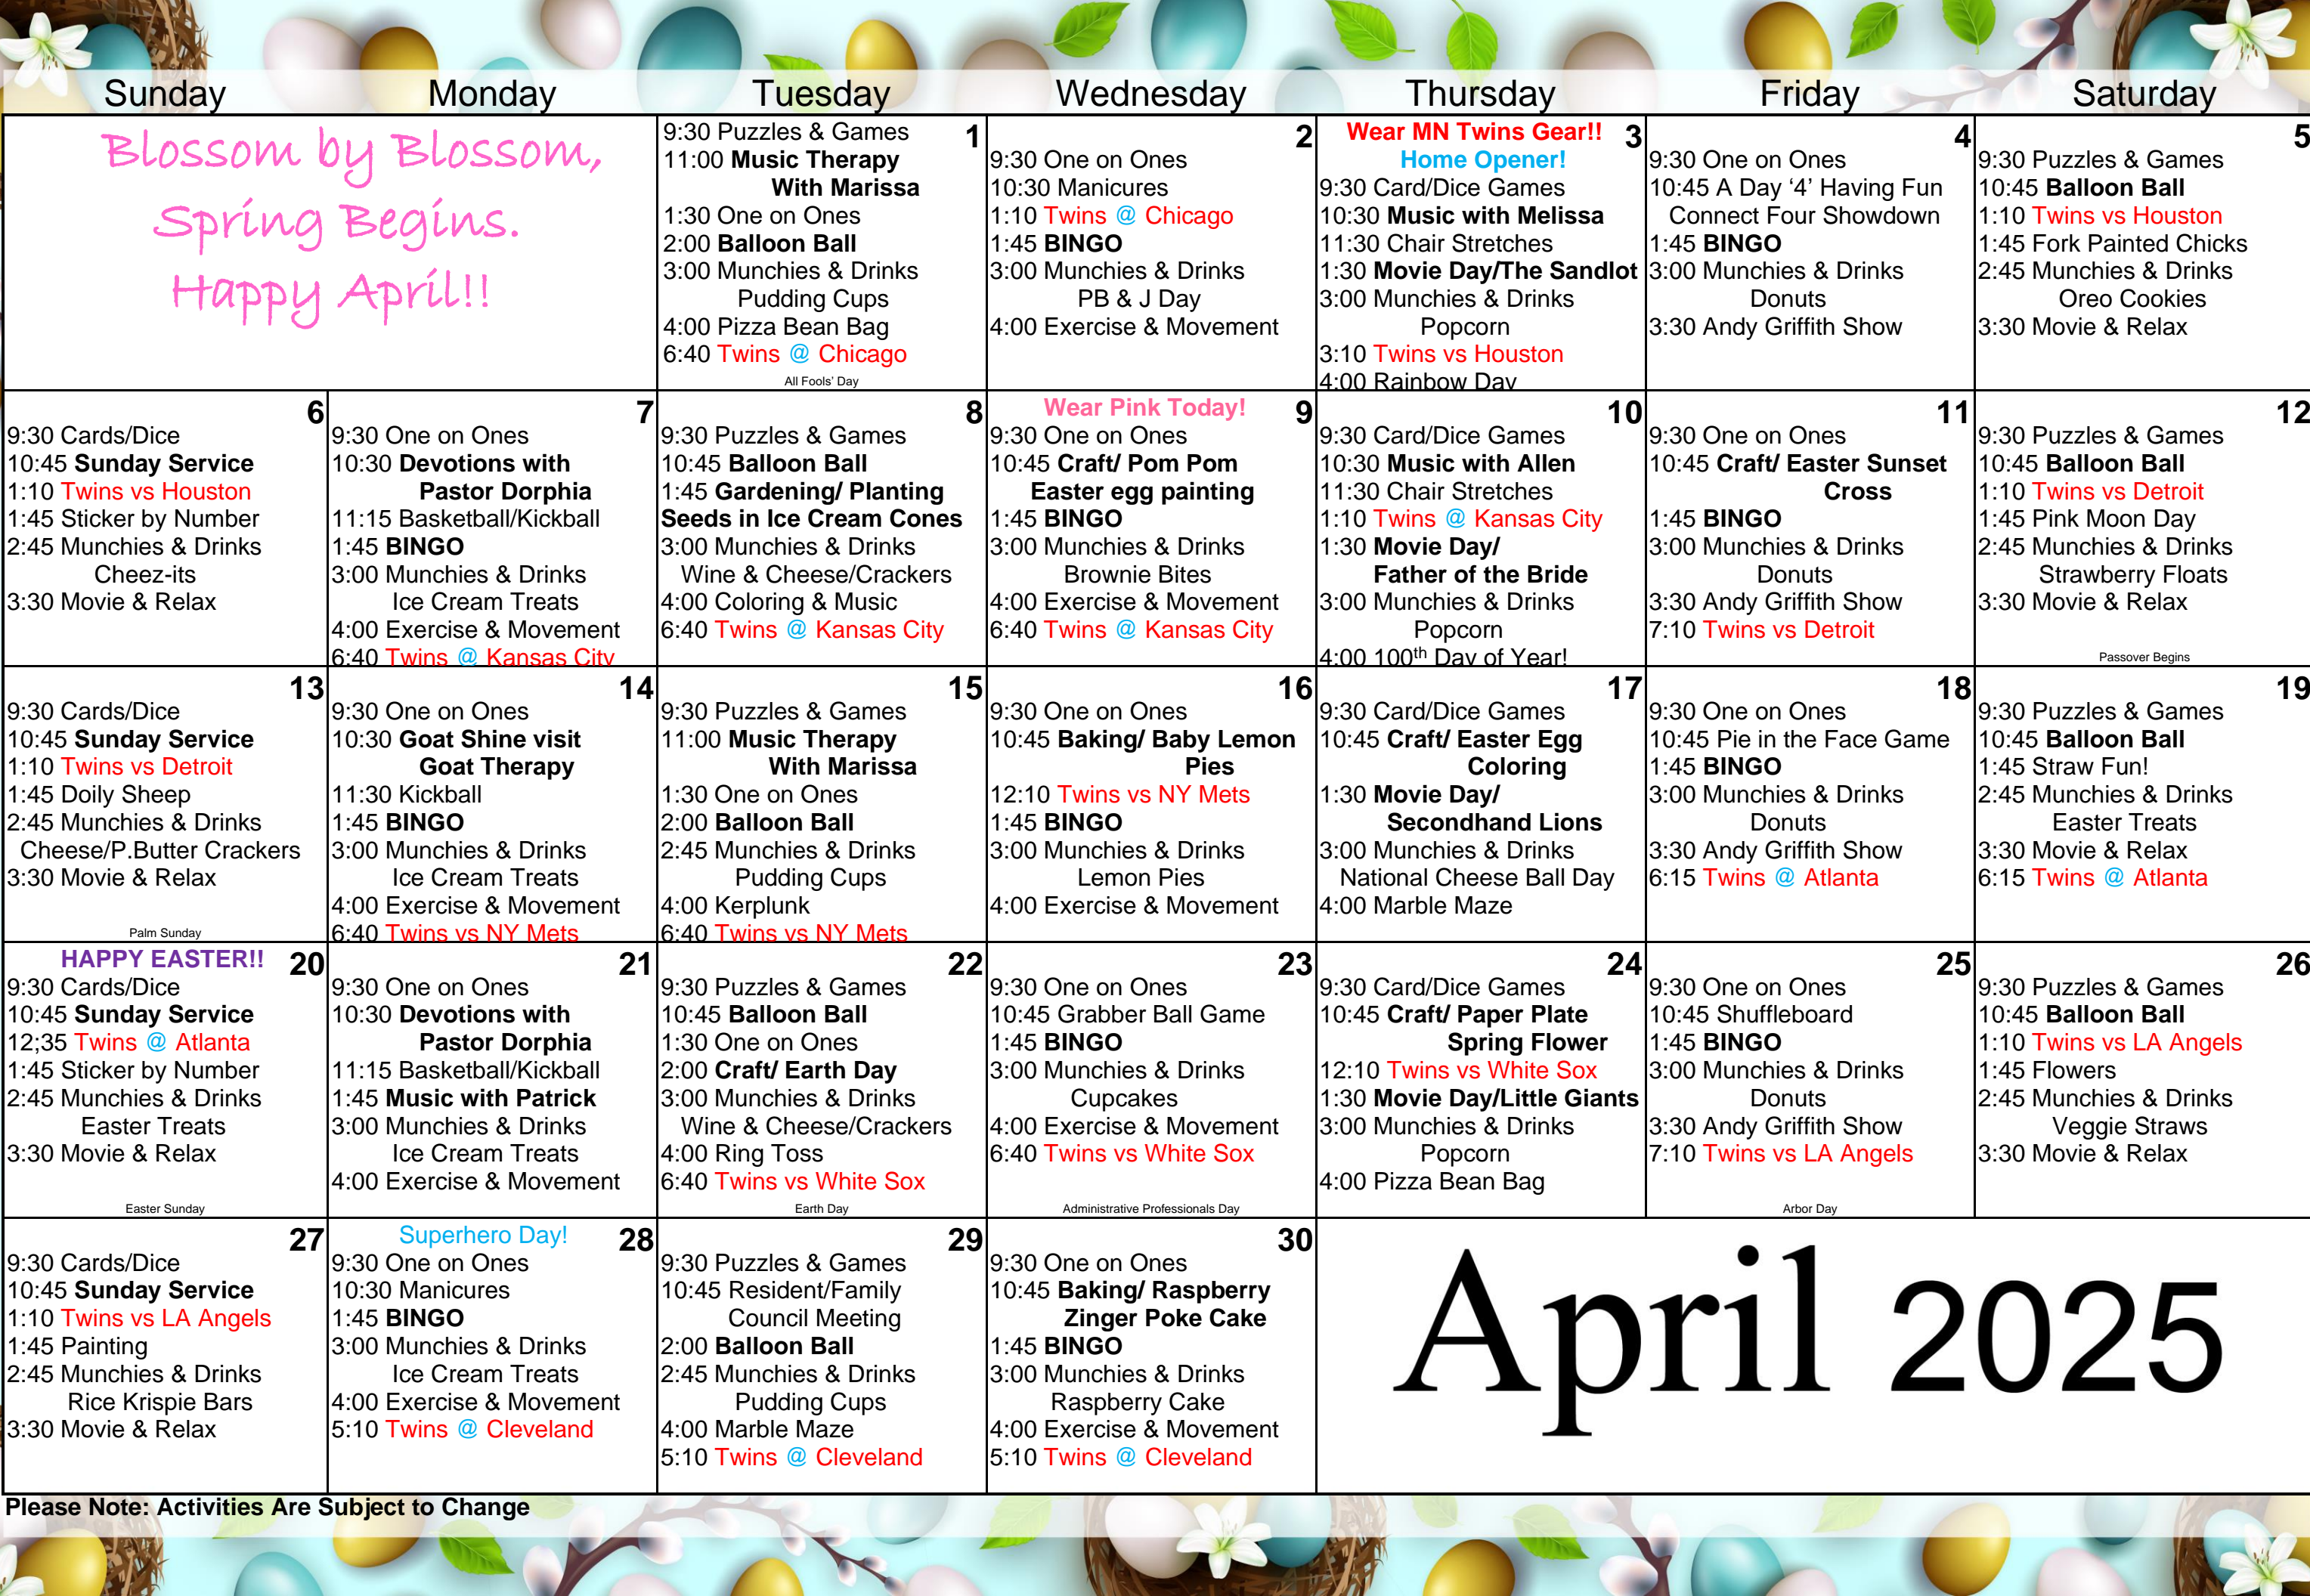 Sunday Monday Tuesday Wednesday Thursday Friday Saturday
Blossom by Blossom,
Spring Begins.
Happy April!!
1
9:30 Puzzles & Games
11:00 Music Therapy
With Marissa
1:30 One on Ones
2:00 Balloon Ball
3:00 Munchies & Drinks
Pudding Cups
4:00 Pizza Bean Bag
6:40 Twins @ Chicago
All Fools' Day
2
9:30 One on Ones
10:30 Manicures
1:10 Twins @ Chicago
1:45 BINGO
3:00 Munchies & Drinks
PB & J Day
4:00 Exercise & Movement
Wear MN Twins Gear!! 3
Home Opener!
9:30 Card/Dice Games
10:30 Music with Melissa
11:30 Chair Stretches
1:30 Movie Day/The Sandlot
3:00 Munchies & Drinks
Popcorn
3:10 Twins vs Houston
4:00 Rainbow Day
4
9:30 One on Ones
10:45 A Day ‘4’ Having Fun
Connect Four Showdown
1:45 BINGO
3:00 Munchies & Drinks
Donuts
3:30 Andy Griffith Show
5
9:30 Puzzles & Games
10:45 Balloon Ball
1:10 Twins vs Houston
1:45 Fork Painted Chicks
2:45 Munchies & Drinks
Oreo Cookies
3:30 Movie & Relax
6
9:30 Cards/Dice
10:45 Sunday Service
1:10 Twins vs Houston
1:45 Sticker by Number
2:45 Munchies & Drinks
Cheez-its
3:30 Movie & Relax
7
9:30 One on Ones
10:30 Devotions with
Pastor Dorphia
11:15 Basketball/Kickball
1:45 BINGO
3:00 Munchies & Drinks
Ice Cream Treats
4:00 Exercise & Movement
6:40 Twins @ Kansas City
8
9:30 Puzzles & Games
10:45 Balloon Ball
1:45 Gardening/ Planting
Seeds in Ice Cream Cones
3:00 Munchies & Drinks
Wine & Cheese/Crackers
4:00 Coloring & Music
6:40 Twins @ Kansas City
Wear Pink Today! 9
9:30 One on Ones
10:45 Craft/ Pom Pom
Easter egg painting
1:45 BINGO
3:00 Munchies & Drinks
Brownie Bites
4:00 Exercise & Movement
6:40 Twins @ Kansas City
10
9:30 Card/Dice Games
10:30 Music with Allen
11:30 Chair Stretches
1:10 Twins @ Kansas City
1:30 Movie Day/
Father of the Bride
3:00 Munchies & Drinks
Popcorn
4:00 100th Day of Year!
11
9:30 One on Ones
10:45 Craft/ Easter Sunset
Cross
1:45 BINGO
3:00 Munchies & Drinks
Donuts
3:30 Andy Griffith Show
7:10 Twins vs Detroit
12
9:30 Puzzles & Games
10:45 Balloon Ball
1:10 Twins vs Detroit
1:45 Pink Moon Day
2:45 Munchies & Drinks
Strawberry Floats
3:30 Movie & Relax
Passover Begins
13
9:30 Cards/Dice
10:45 Sunday Service
1:10 Twins vs Detroit
1:45 Doily Sheep
2:45 Munchies & Drinks
Cheese/P.Butter Crackers
3:30 Movie & Relax
Palm Sunday
14
9:30 One on Ones
10:30 Goat Shine visit
Goat Therapy
11:30 Kickball
1:45 BINGO
3:00 Munchies & Drinks
Ice Cream Treats
4:00 Exercise & Movement
6:40 Twins vs NY Mets
15
9:30 Puzzles & Games
11:00 Music Therapy
With Marissa
1:30 One on Ones
2:00 Balloon Ball
2:45 Munchies & Drinks
Pudding Cups
4:00 Kerplunk
6:40 Twins vs NY Mets
16
9:30 One on Ones
10:45 Baking/ Baby Lemon
Pies
12:10 Twins vs NY Mets
1:45 BINGO
3:00 Munchies & Drinks
Lemon Pies
4:00 Exercise & Movement
17
9:30 Card/Dice Games
10:45 Craft/ Easter Egg
Coloring
1:30 Movie Day/
Secondhand Lions
3:00 Munchies & Drinks
National Cheese Ball Day
4:00 Marble Maze
18
9:30 One on Ones
10:45 Pie in the Face Game
1:45 BINGO
3:00 Munchies & Drinks
Donuts
3:30 Andy Griffith Show
6:15 Twins @ Atlanta
19
9:30 Puzzles & Games
10:45 Balloon Ball
1:45 Straw Fun!
2:45 Munchies & Drinks
Easter Treats
3:30 Movie & Relax
6:15 Twins @ Atlanta
HAPPY EASTER!! 20
9:30 Cards/Dice
10:45 Sunday Service
12;35 Twins @ Atlanta
1:45 Sticker by Number
2:45 Munchies & Drinks
Easter Treats
3:30 Movie & Relax
Easter Sunday
21
9:30 One on Ones
10:30 Devotions with
Pastor Dorphia
11:15 Basketball/Kickball
1:45 Music with Patrick
3:00 Munchies & Drinks
Ice Cream Treats
4:00 Exercise & Movement
22
9:30 Puzzles & Games
10:45 Balloon Ball
1:30 One on Ones
2:00 Craft/ Earth Day
3:00 Munchies & Drinks
Wine & Cheese/Crackers
4:00 Ring Toss
6:40 Twins vs White Sox
Earth Day
23
9:30 One on Ones
10:45 Grabber Ball Game
1:45 BINGO
3:00 Munchies & Drinks
Cupcakes
4:00 Exercise & Movement
6:40 Twins vs White Sox
Administrative Professionals Day
24
9:30 Card/Dice Games
10:45 Craft/ Paper Plate
Spring Flower
12:10 Twins vs White Sox
1:30 Movie Day/Little Giants
3:00 Munchies & Drinks
Popcorn
4:00 Pizza Bean Bag
25
9:30 One on Ones
10:45 Shuffleboard
1:45 BINGO
3:00 Munchies & Drinks
Donuts
3:30 Andy Griffith Show
7:10 Twins vs LA Angels
Arbor Day
26
9:30 Puzzles & Games
10:45 Balloon Ball
1:10 Twins vs LA Angels
1:45 Flowers
2:45 Munchies & Drinks
Veggie Straws
3:30 Movie & Relax
27
9:30 Cards/Dice
10:45 Sunday Service
1:10 Twins vs LA Angels
1:45 Painting
2:45 Munchies & Drinks
Rice Krispie Bars
3:30 Movie & Relax
Superhero Day! 28
9:30 One on Ones
10:30 Manicures
1:45 BINGO
3:00 Munchies & Drinks
Ice Cream Treats
4:00 Exercise & Movement
5:10 Twins @ Cleveland
29
9:30 Puzzles & Games
10:45 Resident/Family
Council Meeting
2:00 Balloon Ball
2:45 Munchies & Drinks
Pudding Cups
4:00 Marble Maze
5:10 Twins @ Cleveland
30
9:30 One on Ones
10:45 Baking/ Raspberry
Zinger Poke Cake
1:45 BINGO
3:00 Munchies & Drinks
Raspberry Cake
4:00 Exercise & Movement
5:10 Twins @ Cleveland
April 2025
Please Note: Activities Are Subject to Change